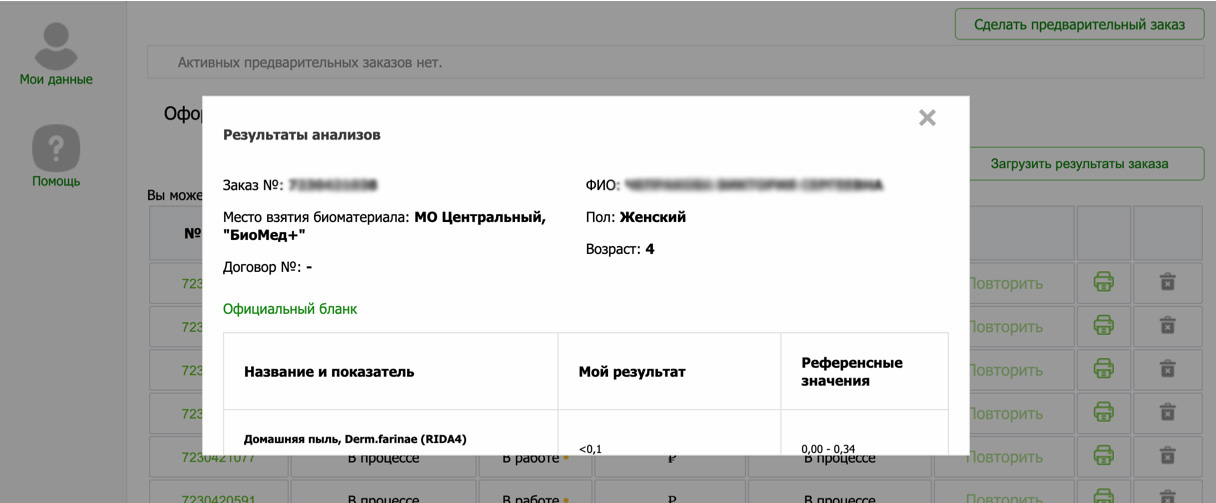 Сделать предварительный заказ
Мои данные
Активных предварительных заказов нет.
Офо
Результаты анализов
Загрузить результаты заказа
Помощь
Заказ №:
ФИО:
Вы може
Место взятия биоматериала: МО Центральный,
"БиоМед+"
Пол: Женский
№
Возраст: 4
Договор №: -
723 Повторить
Официальный бланк
723 Повторить
Название и показатель Мой результат Референсные
значения
723 Повторить
723 Повторить
Домашняя пыль, Derm.farinae (RIDA4)
<0,1 0,00 - 0,34
7230421077 В процессе В работе ₽ В процессе Повторить
7230420591 В процессе В работе ₽ В процессе Повторить